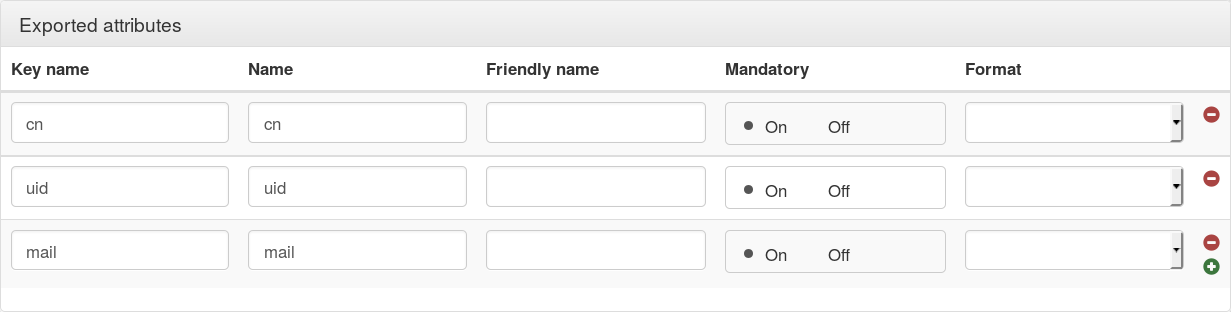 Exported attributes
Key name Name Friendly name Mandatory Format
cn cn On Off
uid uid On Off
mail mail On Off